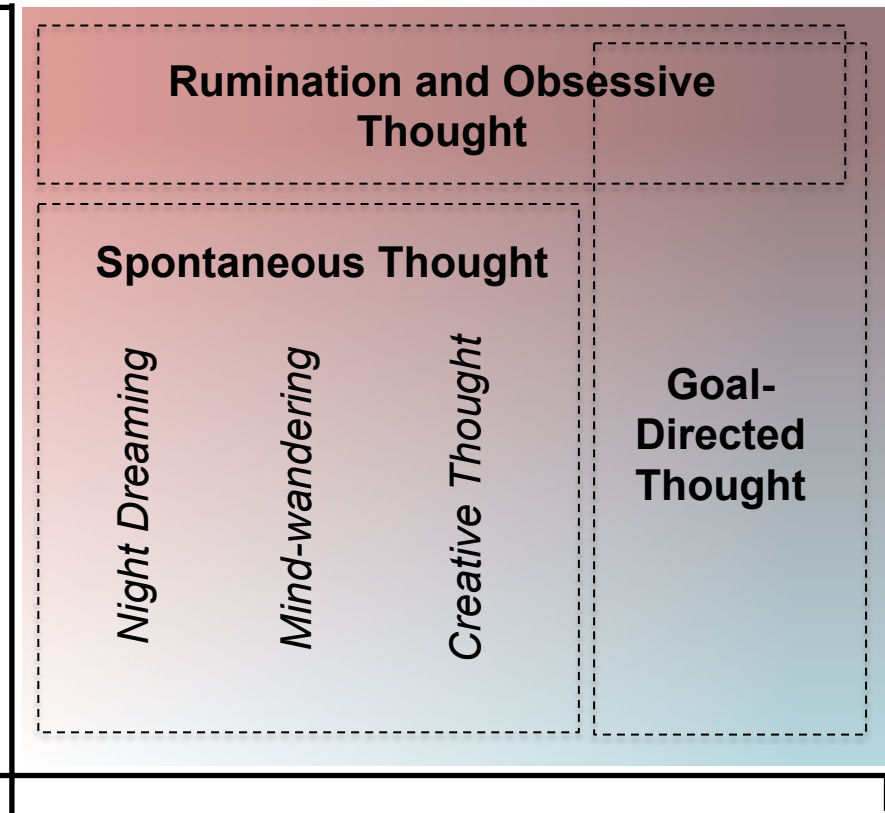 Rumination and Obsessive
Thought
Spontaneous Thought
Night Dreaming
Mind-wandering
Creative Thought
Goal-
Directed
Thought